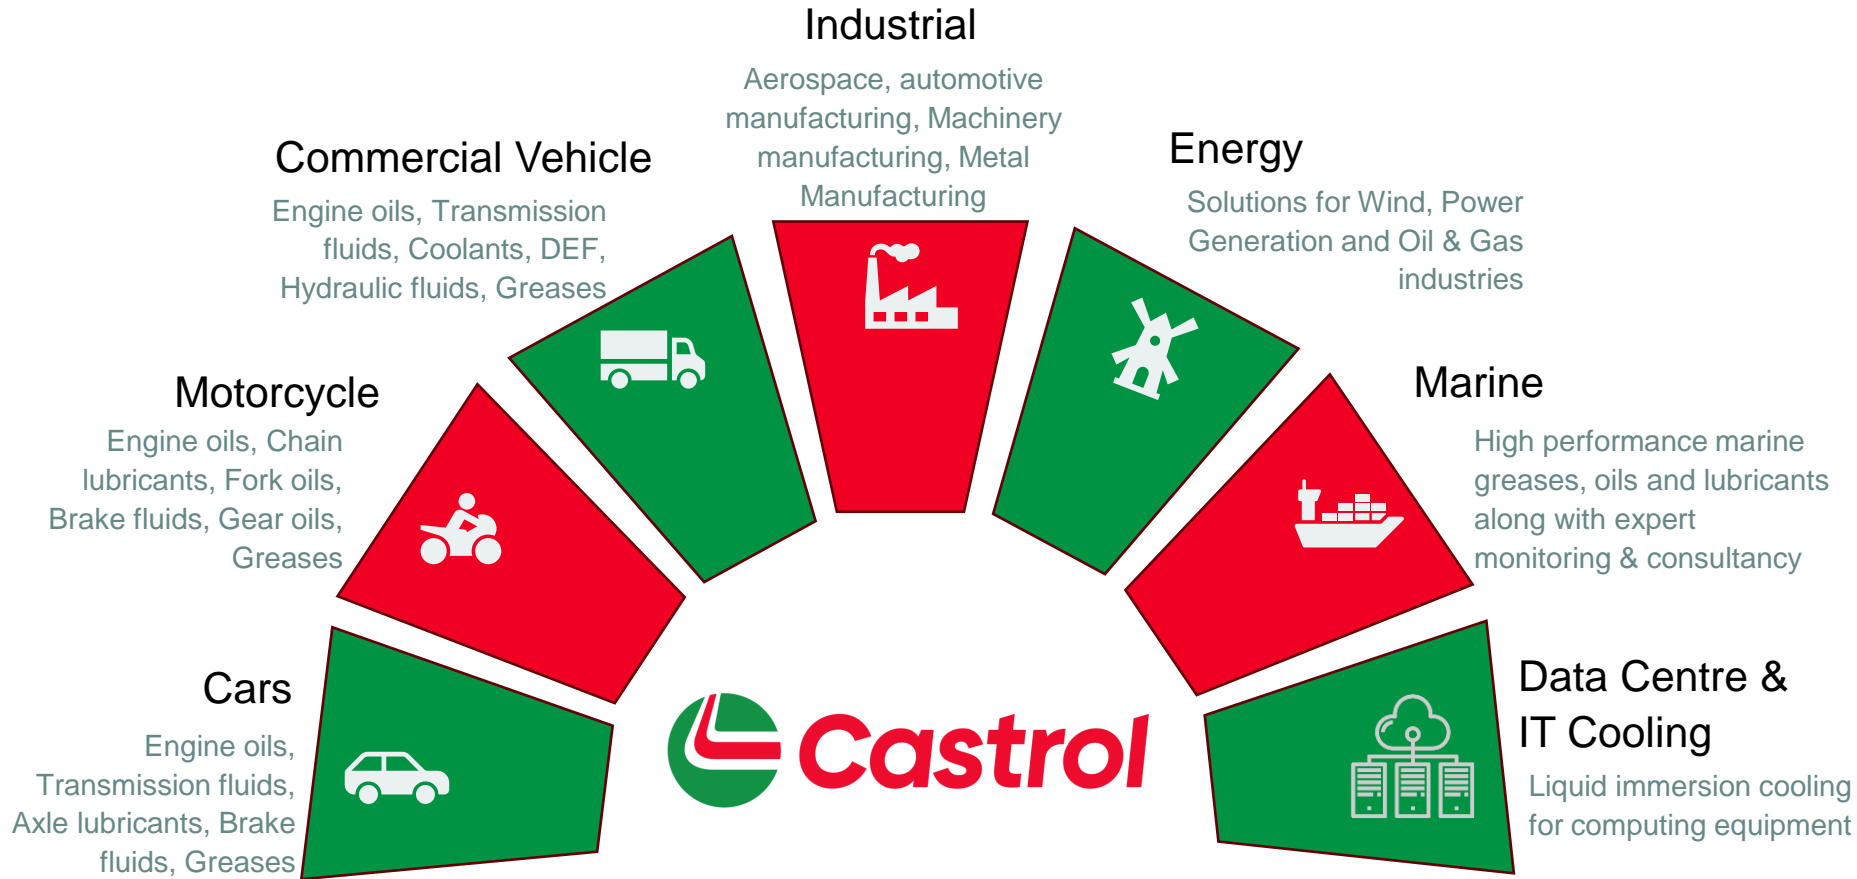 Industrial
Aerospace, automotive
manufacturing, Machinery
manufacturing, Metal
Manufacturing
Commercial Vehicle
Engine oils, Transmission
fluids, Coolants, DEF,
Hydraulic fluids, Greases
Energy
Solutions for Wind, Power
Generation and Oil & Gas
industries
Motorcycle
Engine oils, Chain
lubricants, Fork oils,
Brake fluids, Gear oils,
Greases
Marine
High performance marine
greases, oils and lubricants
along with expert
monitoring & consultancy
Cars
Engine oils,
Transmission fluids,
Axle lubricants, Brake
fluids, Greases
Castrol
Data Centre &
IT Cooling
Liquid immersion cooling
for computing equipment